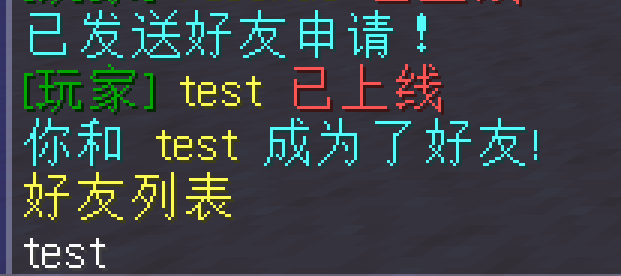 已发送好友申请！
[玩家] test 已上线
你和 test 成为了好友!
好友列表
test